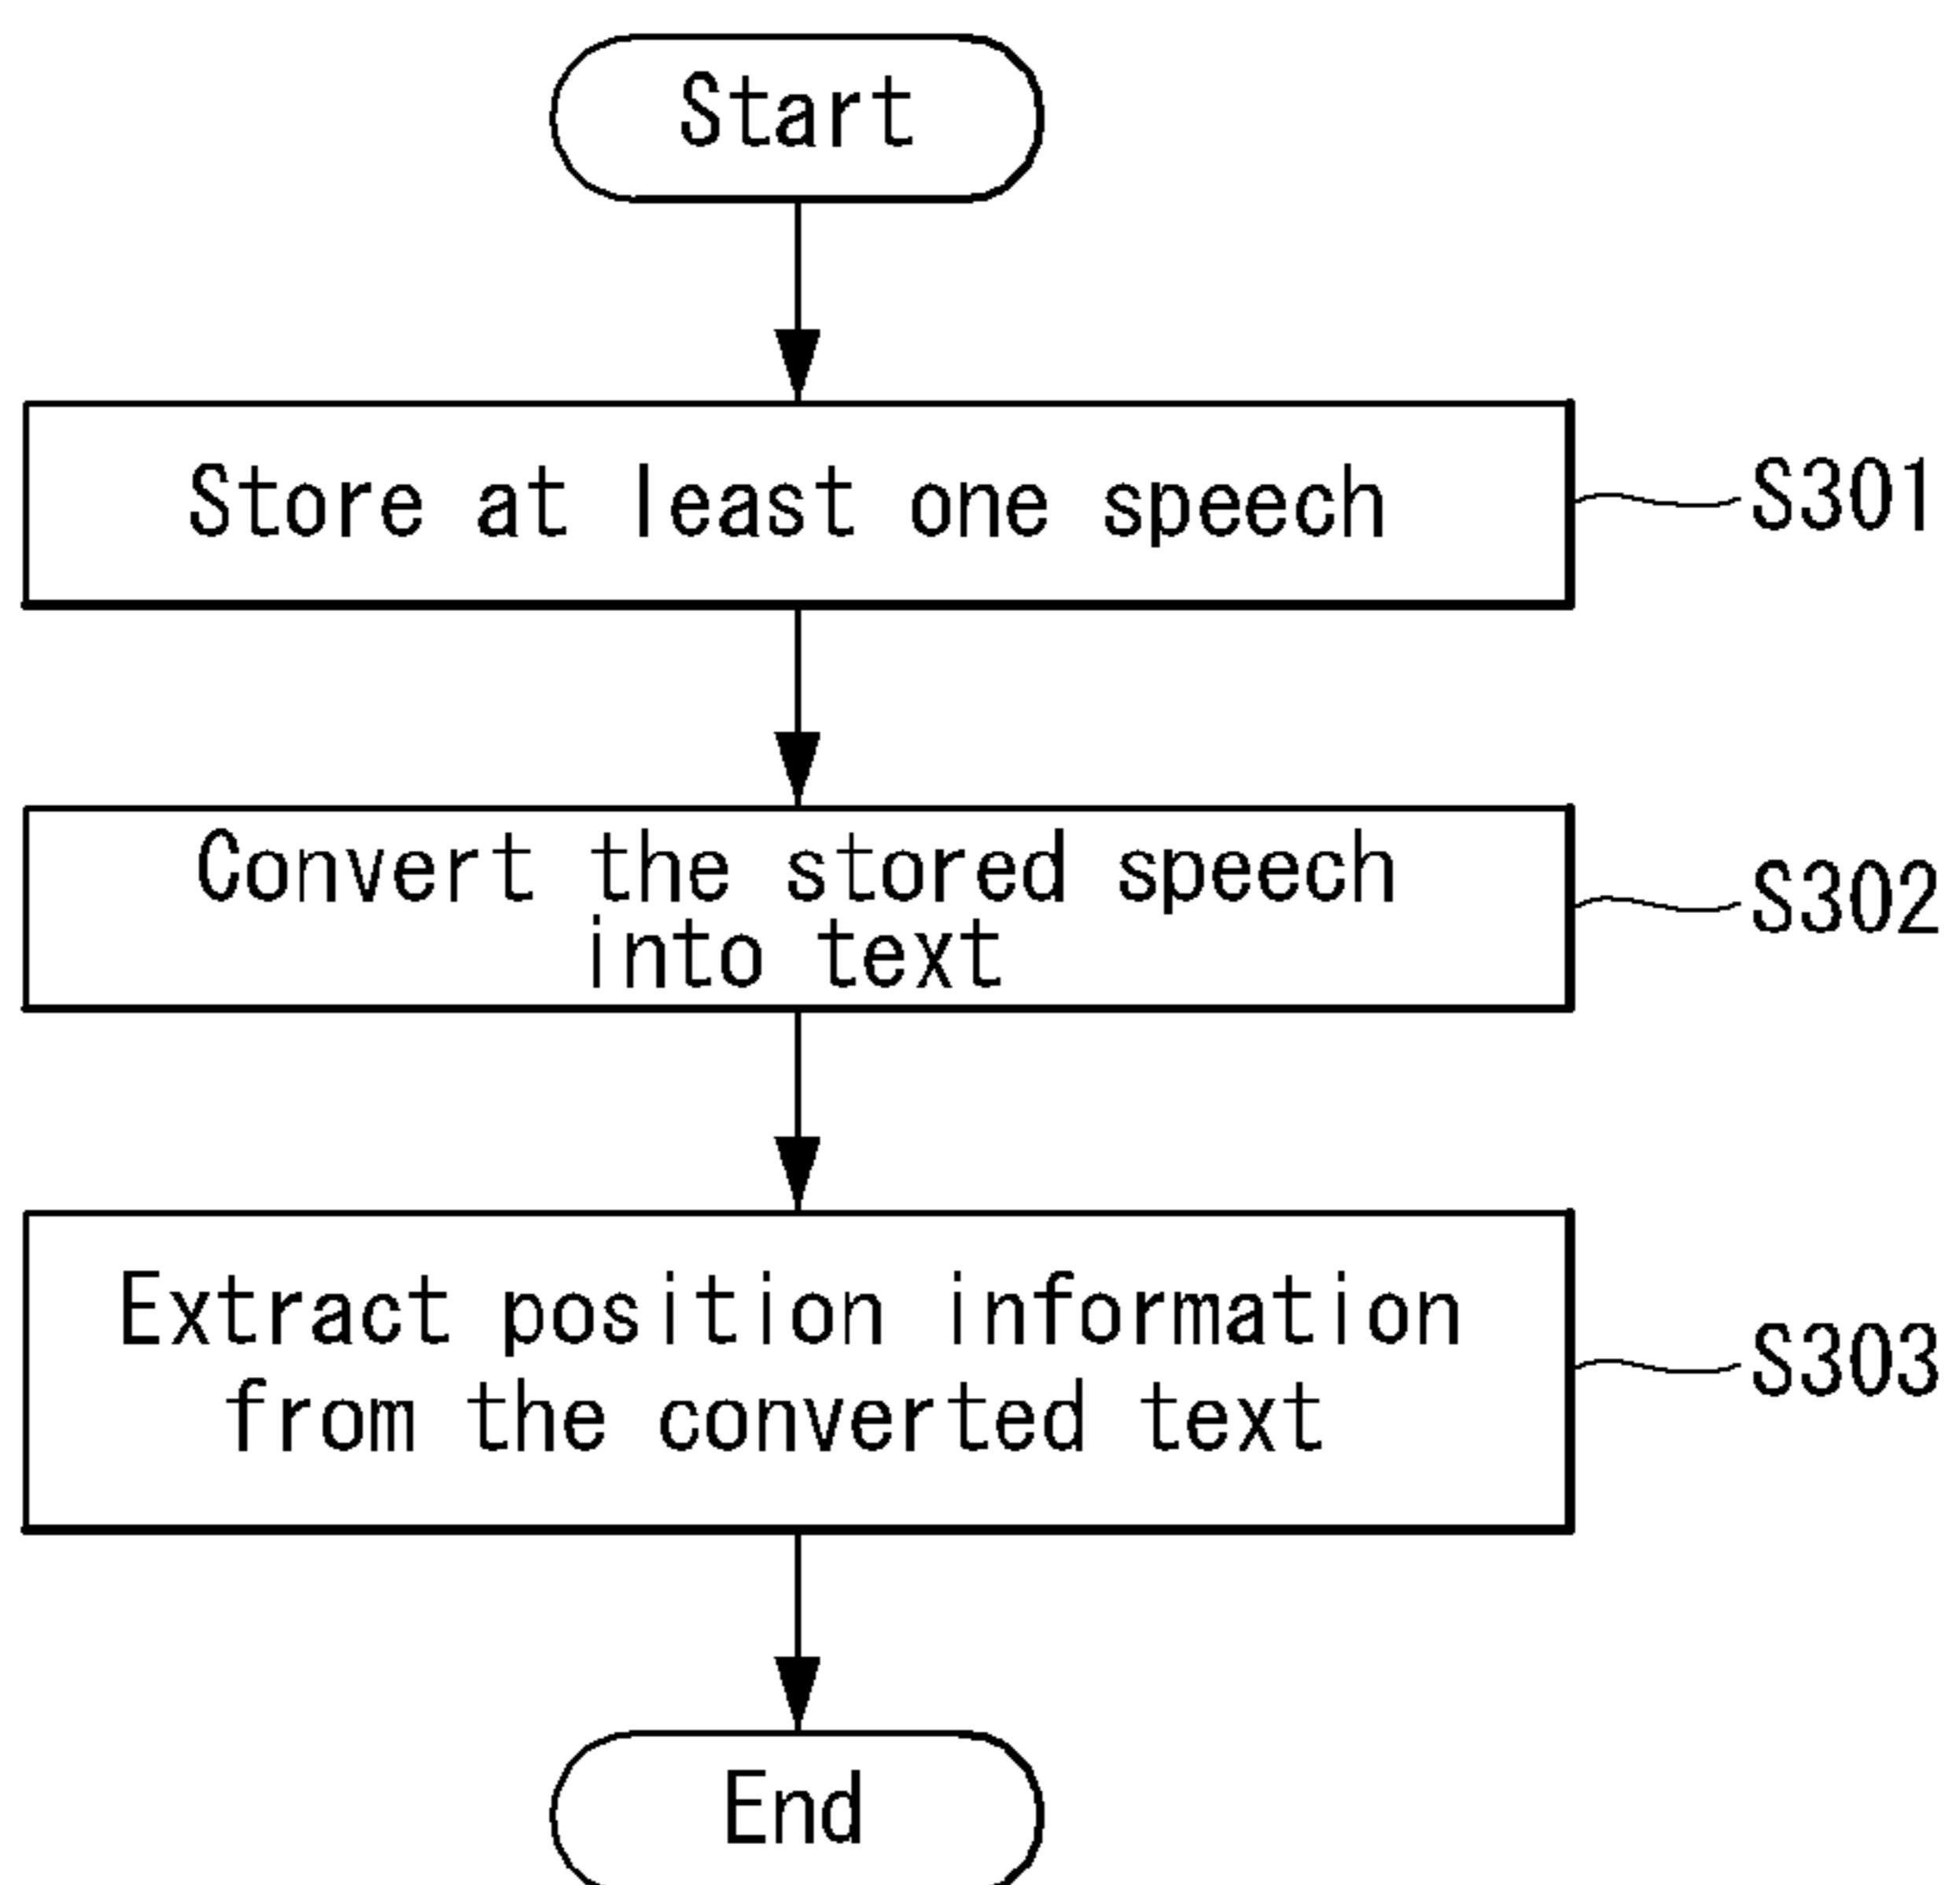 Start
Store at least one speech
S301
Convert the stored speech
into text
S302
Extract position information
from the converted text
S303
End